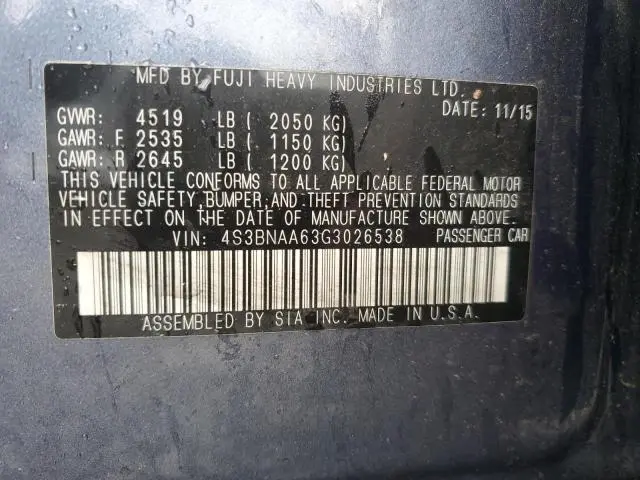 MFD BY FUJI HEAVY INDUSTRIES LTD.
DATE: 11/15
GVWR: 4519 LB ( 2050 KG)
GAWR: F 2535 LB ( 1150 KG)
GAWR: R 2645 LB ( 1200 KG)
THIS VEHICLE CONFORMS TO ALL APPLICABLE FEDERAL MOTOR
VEHICLE SAFETY, BUMPER, AND THEFT PREVENTION STANDARDS
IN EFFECT ON THE DATE OF MANUFACTURE SHOWN ABOVE.
VIN: 4S3BNAA63G3026538 PASSENGER CAR
ASSEMBLED BY SIA INC. MADE IN U.S.A.